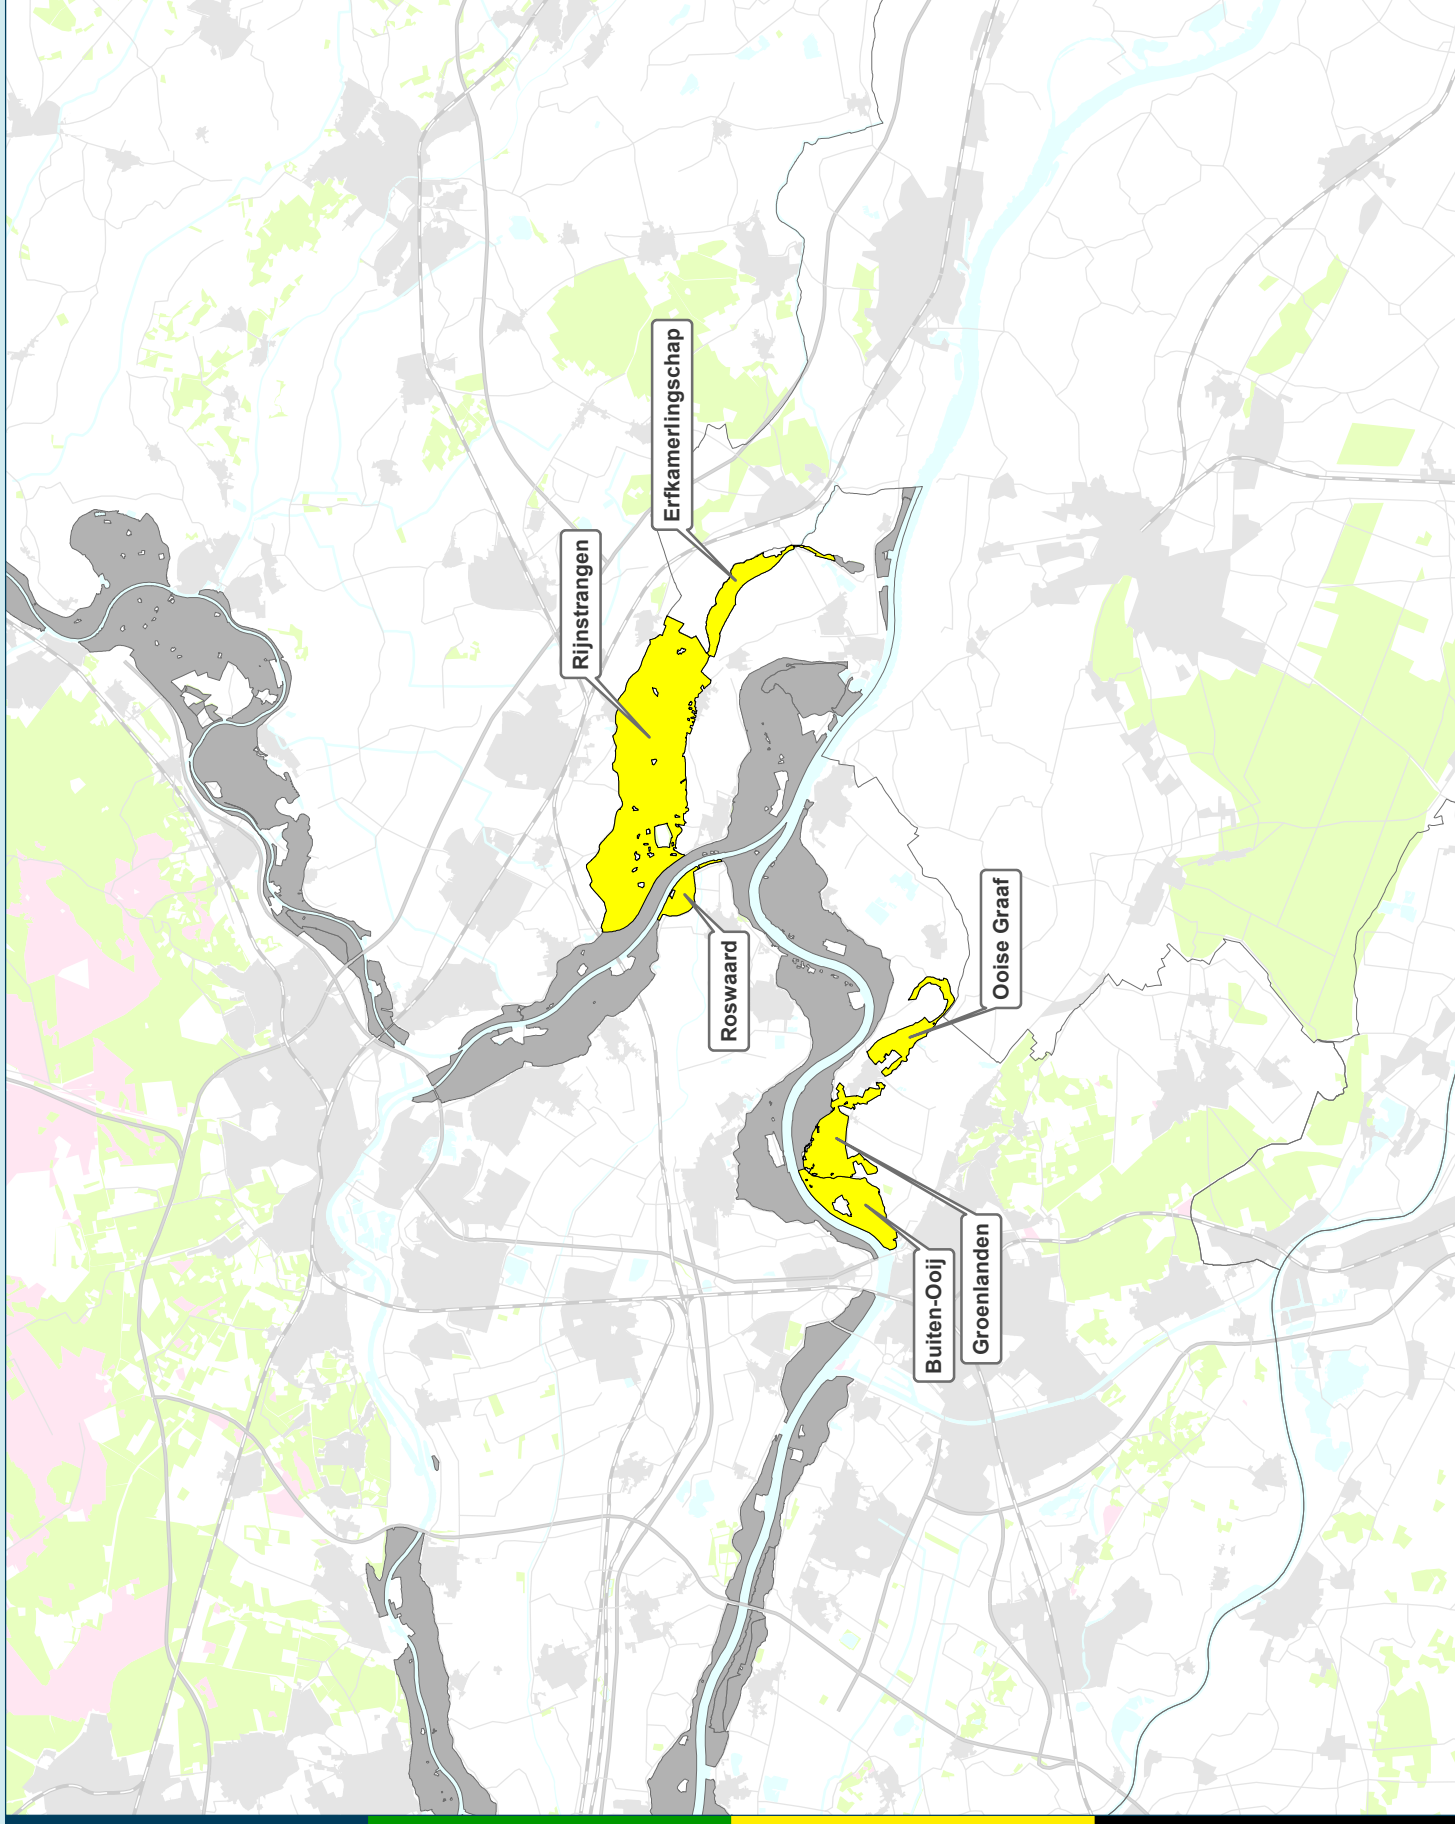 Rijnstrangen
Erfkamerlingschap
Roswaard
Ooise Graaf
Buiten-Ooij
Groenlanden